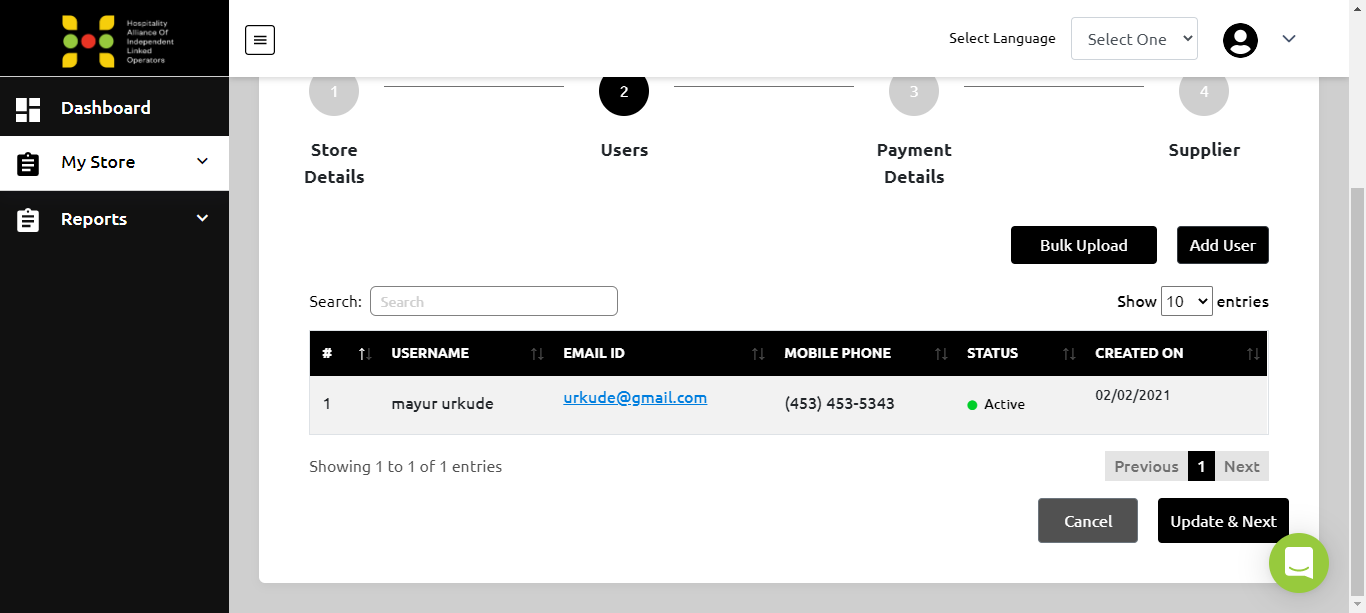 Hospitality
Alliance Of
Independent
Linked
Operators
Select Language
Select One
Dashboard
My Store
Reports
1
2
3
4
Store
Details
Users
Payment
Details
Supplier
Bulk Upload
Add User
Search:
Search
Show 10 entries
# USERNAME EMAIL ID MOBILE PHONE STATUS CREATED ON
1 mayur urkude urkude@gmail.com (453) 453-5343 Active 02/02/2021
Showing 1 to 1 of 1 entries
Previous 1 Next
Cancel
Update & Next